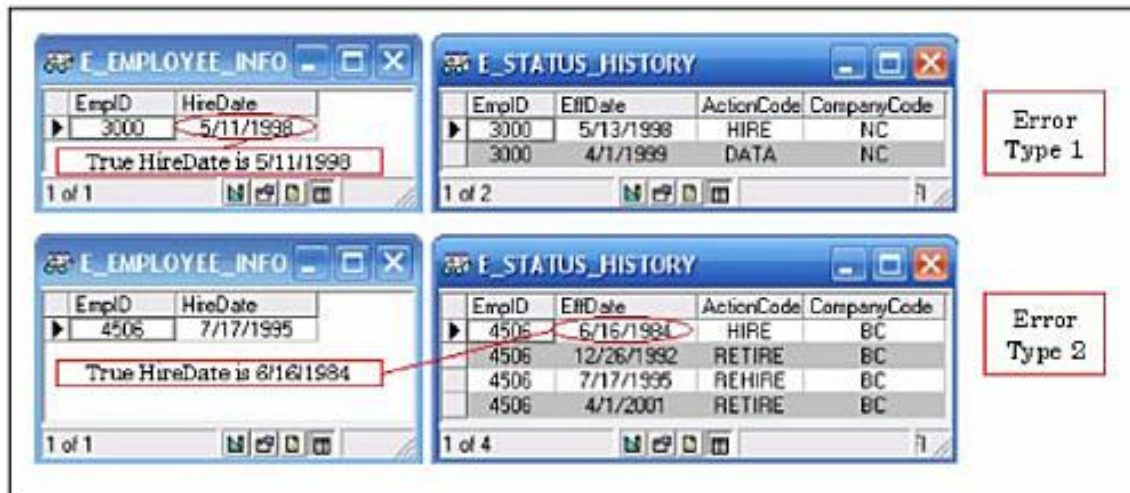 E_EMPLOYEE_INFO
EmpID HireDate
3000 5/11/1998
True HireDate is 5/11/1998
1 of 1
E_STATUS_HISTORY
EmpID EffDate ActionCode CompanyCode
3000 5/13/1998 HIRE NC
3000 4/1/1999 DATA NC
1 of 2
Error
Type 1
E_EMPLOYEE_INFO
EmpID HireDate
4506 7/17/1995
True HireDate is 6/16/1984
1 of 1
E_STATUS_HISTORY
EmpID EffDate ActionCode CompanyCode
4506 6/16/1984 HIRE BC
4506 12/26/1992 RETIRE BC
4506 7/17/1995 REHIRE BC
4506 4/1/2001 RETIRE BC
1 of 4
Error
Type 2